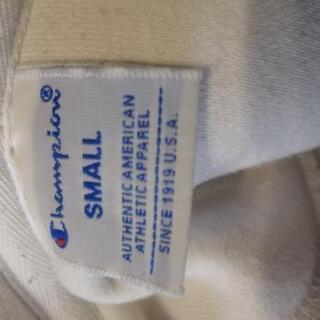 Champion®
SMALL
AUTHENTIC AMERICAN
ATHLETIC APPAREL
SINCE 1919 U.S.A.